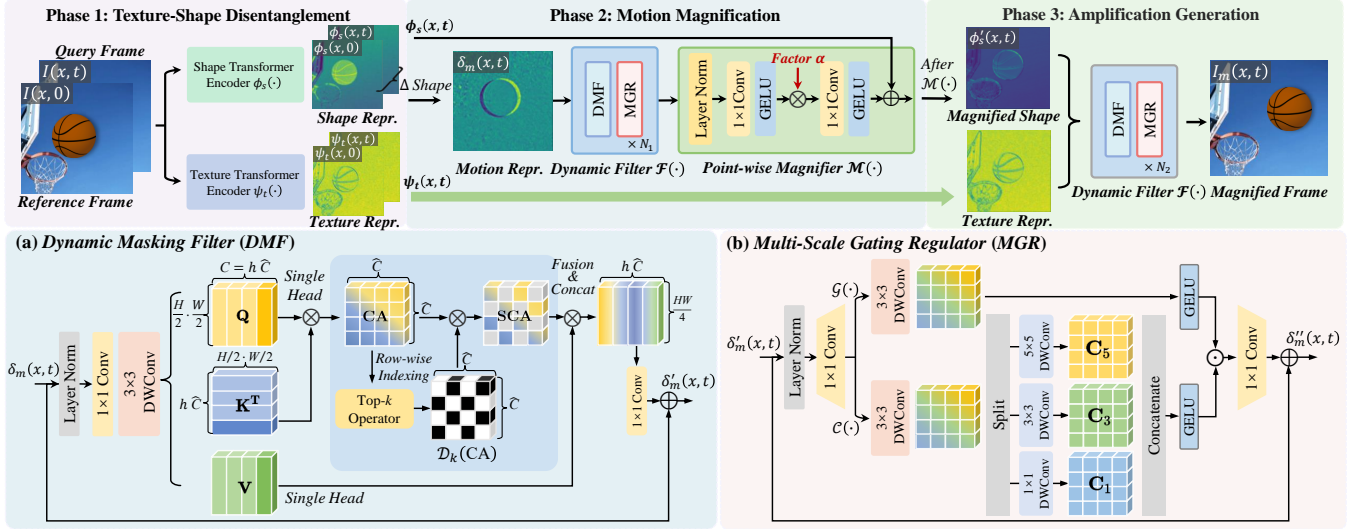 Phase 1: Texture-Shape Disentanglement
Query Frame
I(x, t)
I(x, 0)
Reference Frame
Shape Transformer
Encoder ϕs(·)
Texture Transformer
Encoder ψt(·)
ϕs(x, t)
ϕs(x, 0)
Shape Repr.
ψt(x, t)
ψt(x, 0)
Texture Repr.
Δ Shape
Phase 2: Motion Magnification
ϕs(x, t)
δm(x, t)
Motion Repr.
DMF
MGR
× N1
Dynamic Filter 𝓕(·)
Layer Norm
1×1Conv
GELU
Factor α
1×1Conv
GELU
Point-wise Magnifier 𝓜(·)
ψt(x, t)
After
𝓜(·)
Phase 3: Amplification Generation
ϕ′s(x, t)
Magnified Shape
Texture Repr.
DMF
MGR
× N2
Dynamic Filter 𝓕(·)
Im(x, t)
Magnified Frame
(a) Dynamic Masking Filter (DMF)
δm(x, t)
Layer Norm
1×1 Conv
3×3
DWConv
C = h Ĉ
H/2 · W/2
Q
H/2 · W/2
h Ĉ
K^T
V
Single
Head
Single Head
Ĉ
CA
Ĉ
Row-wise
Indexing
Top-k
Operator
Ĉ
Ĉ
𝒟k(CA)
SCA
Fusion
&
Concat
h Ĉ
HW/4
1×1 Conv
δ′m(x, t)
(b) Multi-Scale Gating Regulator (MGR)
δ′m(x, t)
Layer Norm
1×1 Conv
𝒢(·)
3×3
DWConv
𝒞(·)
3×3
DWConv
Split
5×5
DWConv
C5
3×3
DWConv
C3
1×1
DWConv
C1
Concatenate
GELU
GELU
1×1 Conv
δ′′m(x, t)